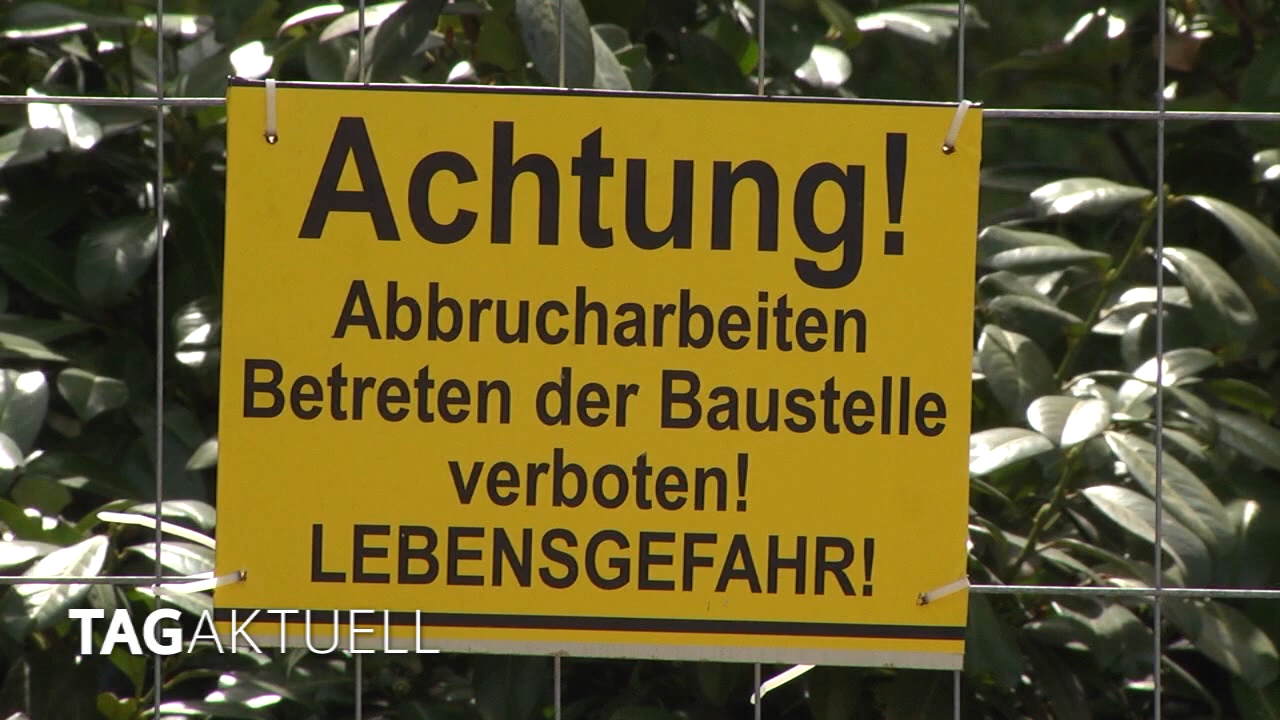 Achtung!
Abbrucharbeiten
Betreten der Baustelle
verboten!
LEBENSGEFAHR!
TAGAKTUELL